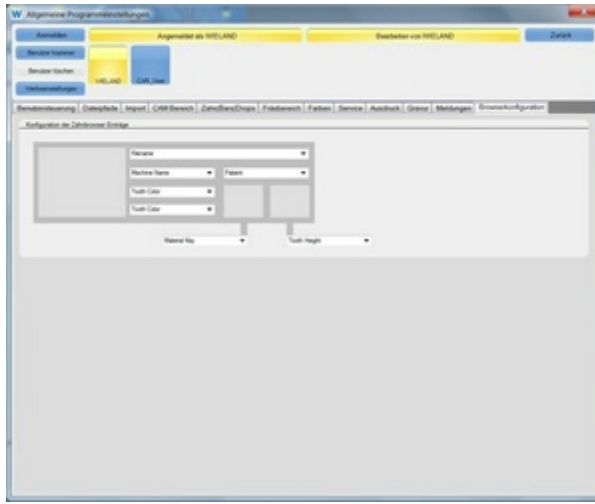 W Allgemeine Programmeinstellungen
Anmelden
Angemeldet als WIELAND
Bearbeiten von WIELAND
Zurück
Benutzer kopieren
Benutzer löschen
Werkseinstellungen
WIELAND
CAM_User
Benutzersteuerung Dateipfade Import CAM Bereich Zahn/Bars/Drops Fräsbereich Farben Service Ausdruck Gravur Meldungen Browserkonfiguration
Konfiguration der Zahnbrowser Einträge
Filename
Machine Name
Patient
Tooth Color
Tooth Color
Material Key
Tooth Height